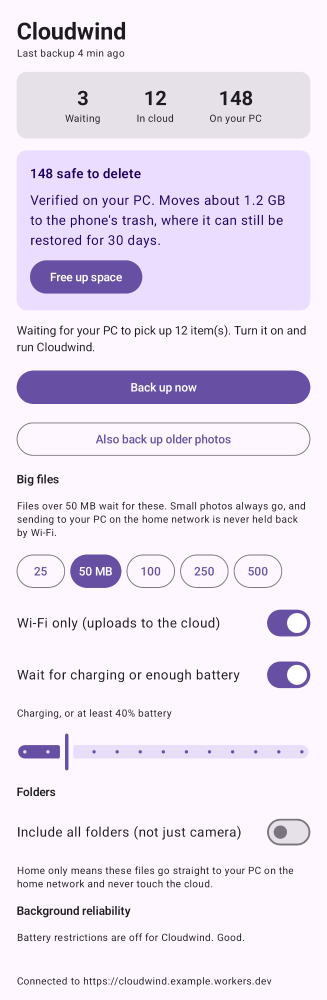 Cloudwind
Last backup 4 min ago
3 12 148
Waiting In cloud On your PC
148 safe to delete
Verified on your PC. Moves about 1.2 GB
to the phone's trash, where it can still be
restored for 30 days.
Free up space
Waiting for your PC to pick up 12 item(s). Turn it on and
run Cloudwind.
Back up now
Also back up older photos
Big files
Files over 50 MB wait for these. Small photos always go, and
sending to your PC on the home network is never held back
by Wi-Fi.
25 50 MB 100 250 500
Wi-Fi only (uploads to the cloud)
Wait for charging or enough battery
Charging, or at least 40% battery
Folders
Include all folders (not just camera)
Home only means these files go straight to your PC on the
home network and never touch the cloud.
Background reliability
Battery restrictions are off for Cloudwind. Good.
Connected to https://cloudwind.example.workers.dev